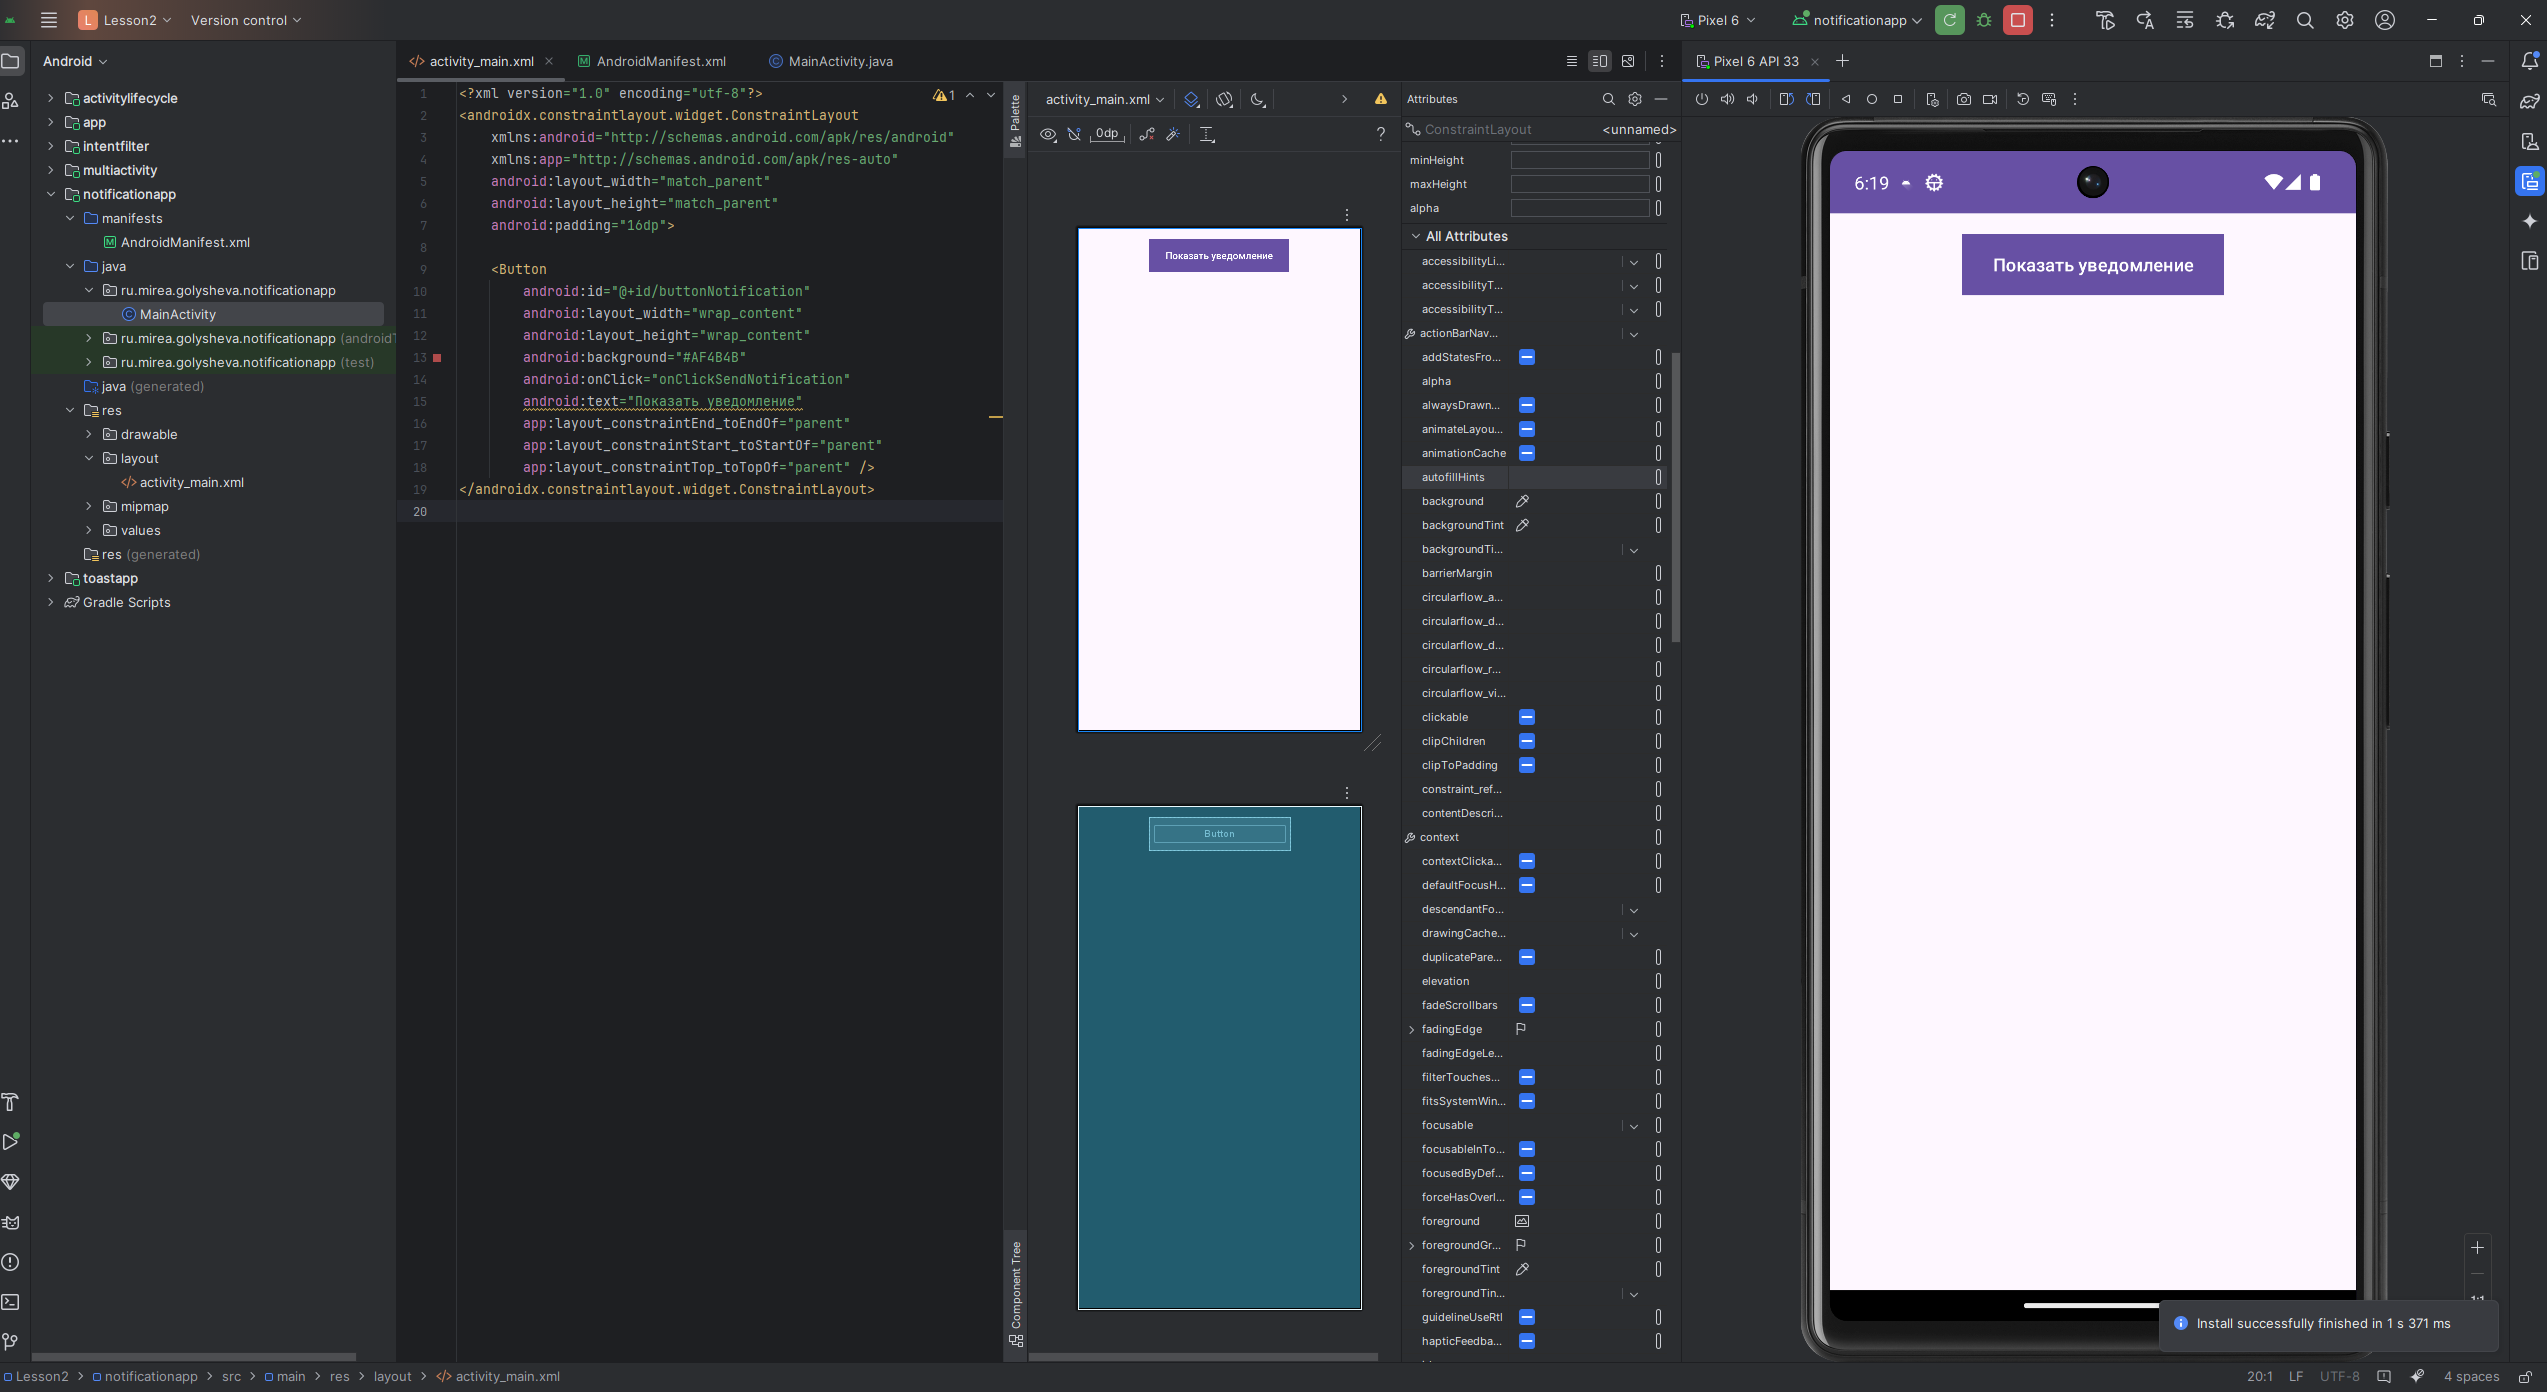 L Lesson2 Version control Pixel 6 notificationapp
Android
activitylifecycle
app
intentfilter
multiactivity
notificationapp
manifests
AndroidManifest.xml
java
ru.mirea.golysheva.notificationapp
MainActivity
ru.mirea.golysheva.notificationapp (android
ru.mirea.golysheva.notificationapp (test)
java (generated)
res
drawable
layout
activity_main.xml
mipmap
values
res (generated)
toastapp
Gradle Scripts
activity_main.xml AndroidManifest.xml MainActivity.java
1 <?xml version="1.0" encoding="utf-8"?>
2 <androidx.constraintlayout.widget.ConstraintLayout
3 xmlns:android="http://schemas.android.com/apk/res/android"
4 xmlns:app="http://schemas.android.com/apk/res-auto"
5 android:layout_width="match_parent"
6 android:layout_height="match_parent"
7 android:padding="16dp">
8
9 <Button
10 android:id="@+id/buttonNotification"
11 android:layout_width="wrap_content"
12 android:layout_height="wrap_content"
13 android:background="#AF4B4B"
14 android:onClick="onClickSendNotification"
15 android:text="Показать уведомление"
16 app:layout_constraintEnd_toEndOf="parent"
17 app:layout_constraintStart_toStartOf="parent"
18 app:layout_constraintTop_toTopOf="parent" />
19 </androidx.constraintlayout.widget.ConstraintLayout>
20
1
Palette
activity_main.xml
0dp
?
Показать уведомление
Button
Component Tree
Attributes
ConstraintLayout <unnamed>
minHeight
maxHeight
alpha
All Attributes
accessibilityLi...
accessibilityT...
accessibilityT...
actionBarNav...
addStatesFro...
alpha
alwaysDrawn...
animateLayou...
animationCache
autofillHints
background
backgroundTint
backgroundTi...
barrierMargin
circularflow_a...
circularflow_d...
circularflow_d...
circularflow_r...
circularflow_vi...
clickable
clipChildren
clipToPadding
constraint_ref...
contentDescri...
context
contextClicka...
defaultFocusH...
descendantFo...
drawingCache...
duplicatePare...
elevation
fadeScrollbars
fadingEdge
fadingEdgeLe...
filterTouches...
fitsSystemWin...
focusable
focusableInTo...
focusedByDef...
forceHasOverl...
foreground
foregroundGr...
foregroundTint
foregroundTin...
guidelineUseRtl
hapticFeedba...
Pixel 6 API 33
6:19
Показать уведомление
Install successfully finished in 1 s 371 ms
Lesson2 > notificationapp > src > main > res > layout > activity_main.xml
20:1 LF UTF-8 4 spaces